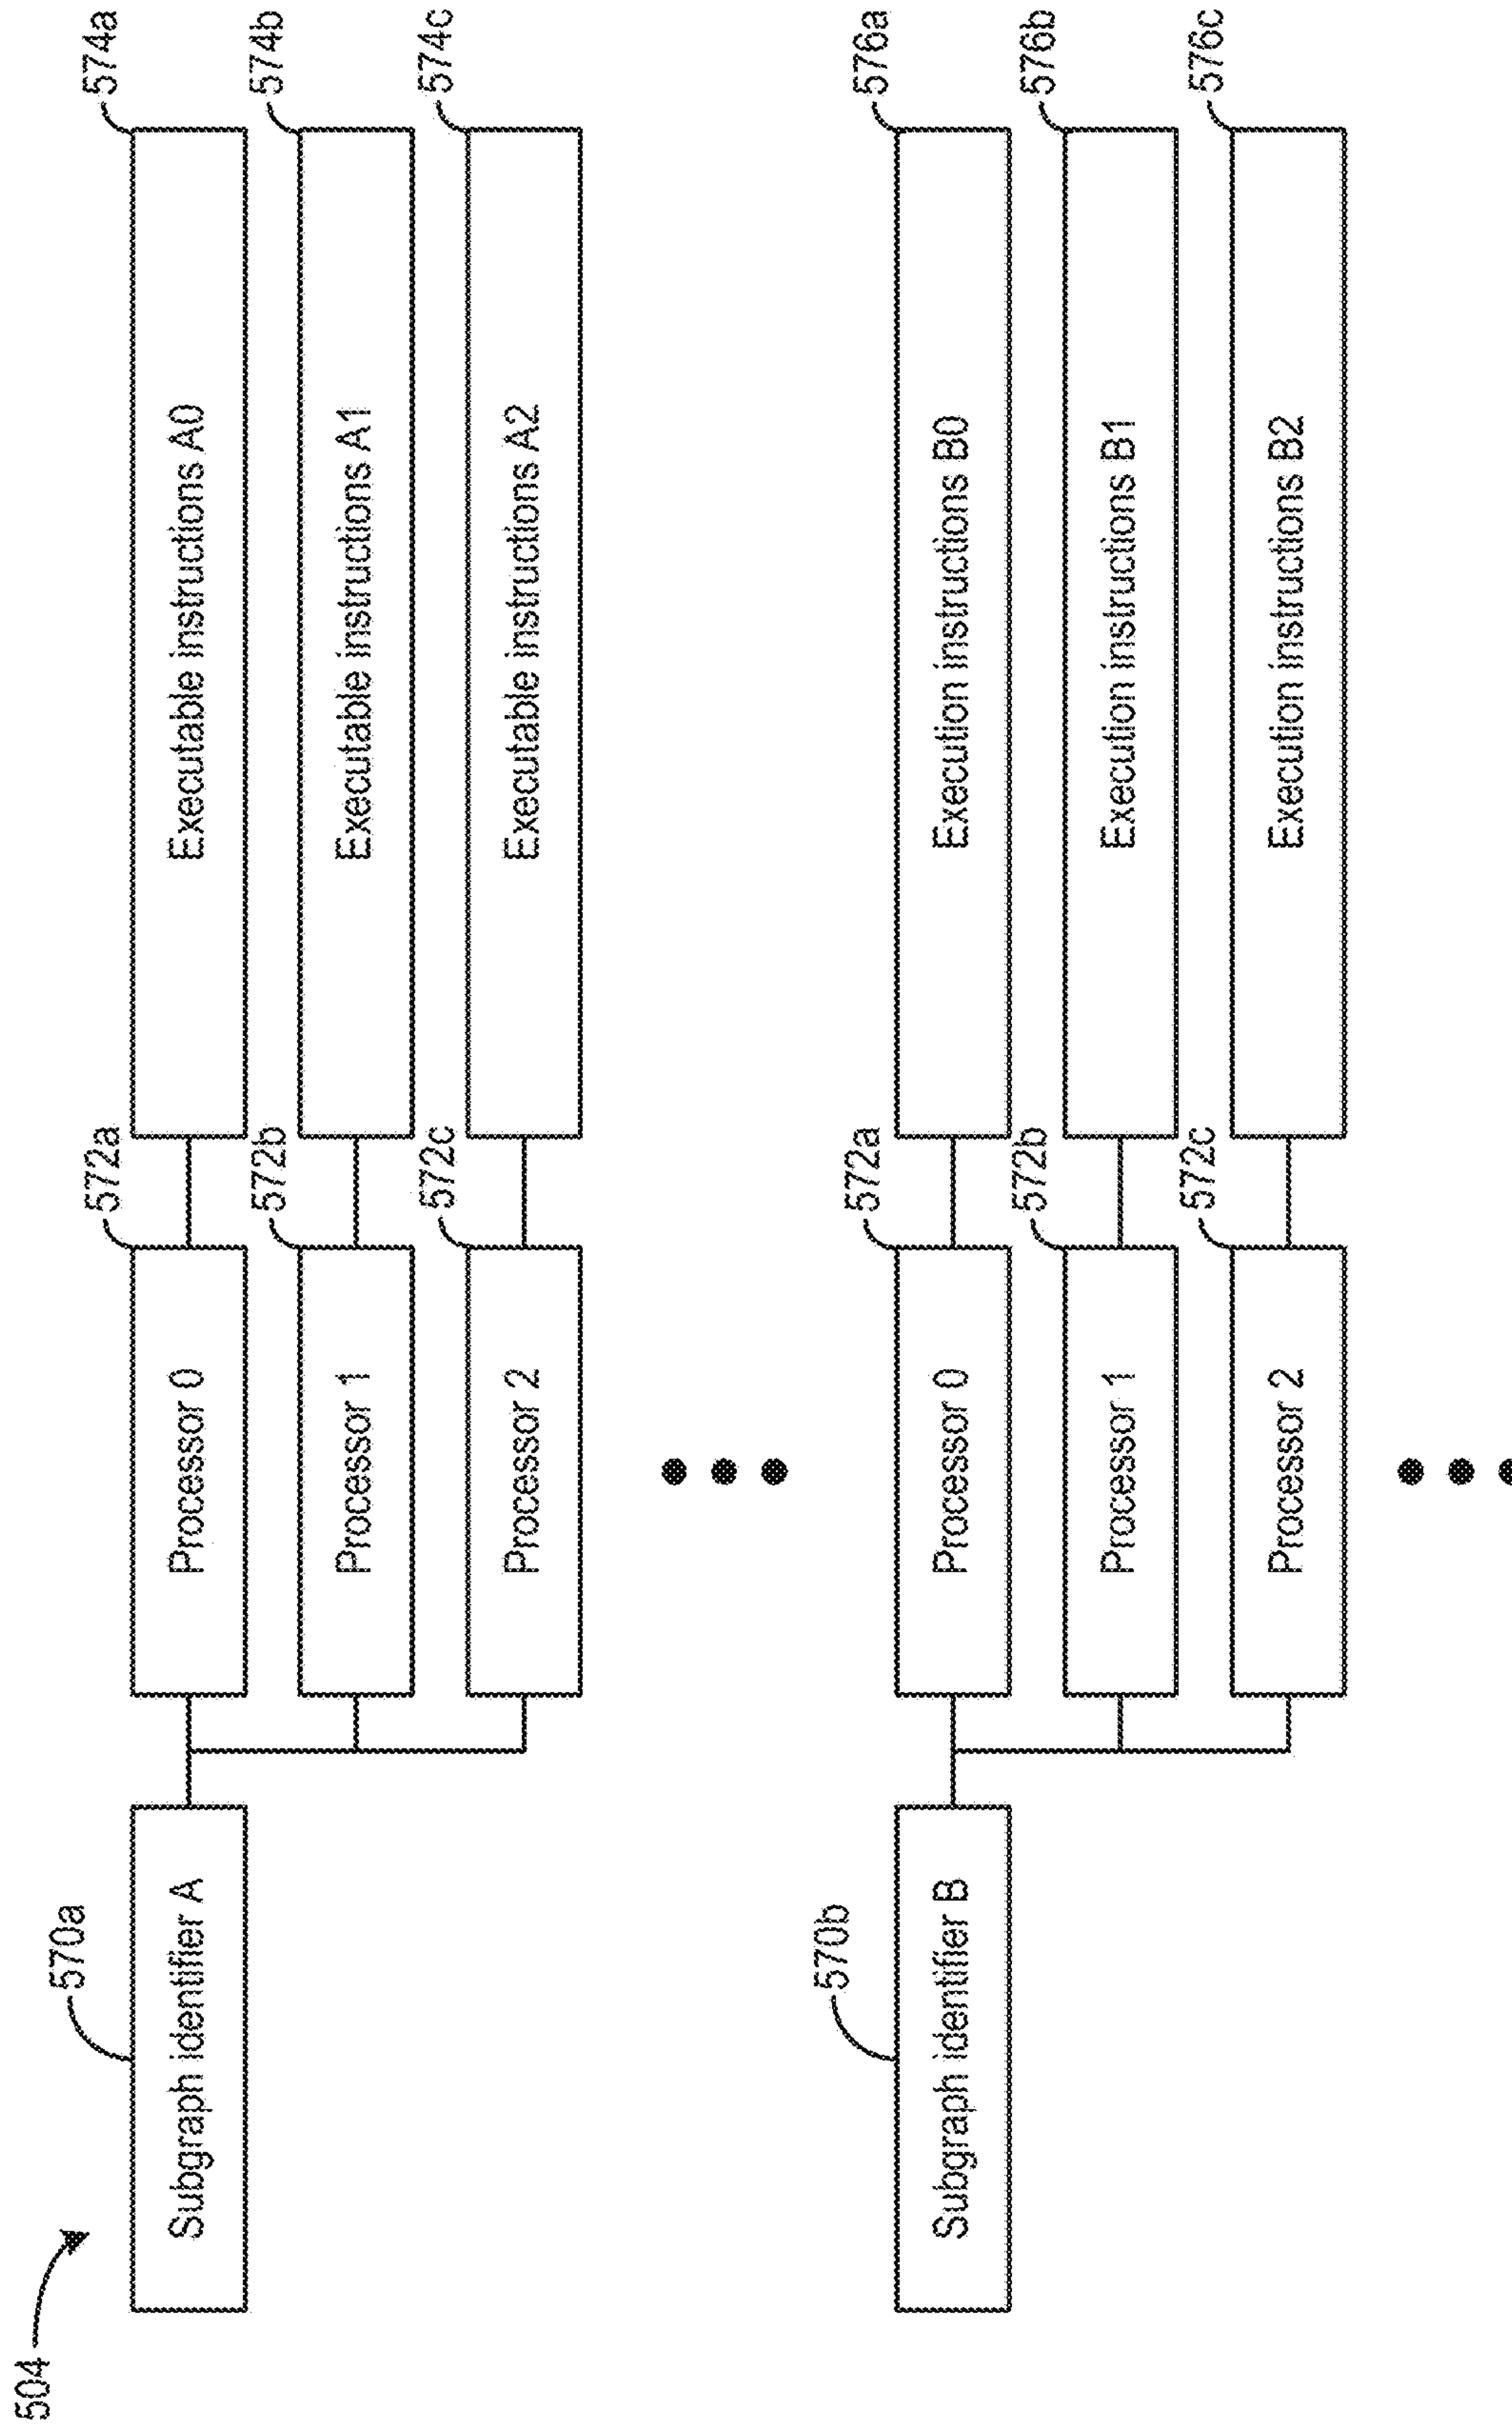 504
570a
Subgraph identifier A
572a
Processor 0
574a
Executable instructions A0
572b
Processor 1
574b
Executable instructions A1
572c
Processor 2
574c
Executable instructions A2
570b
Subgraph identifier B
572a
Processor 0
576a
Execution instructions B0
572b
Processor 1
576b
Execution instructions B1
572c
Processor 2
576c
Execution instructions B2